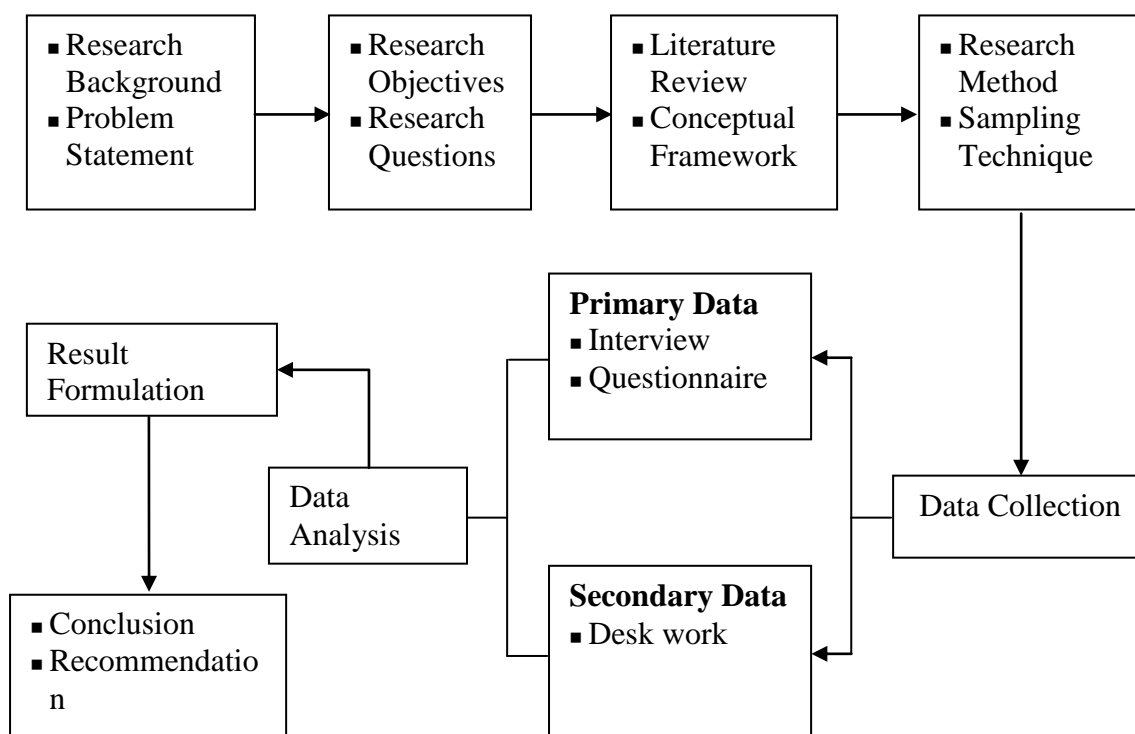 ▪ Research
Background
▪ Problem
Statement
▪ Research
Objectives
▪ Research
Questions
▪ Literature
Review
▪ Conceptual
Framework
▪ Research
Method
▪ Sampling
Technique
Data Collection
Primary Data
▪ Interview
▪ Questionnaire
Secondary Data
▪ Desk work
Data
Analysis
Result
Formulation
▪ Conclusion
▪ Recommendatio
n